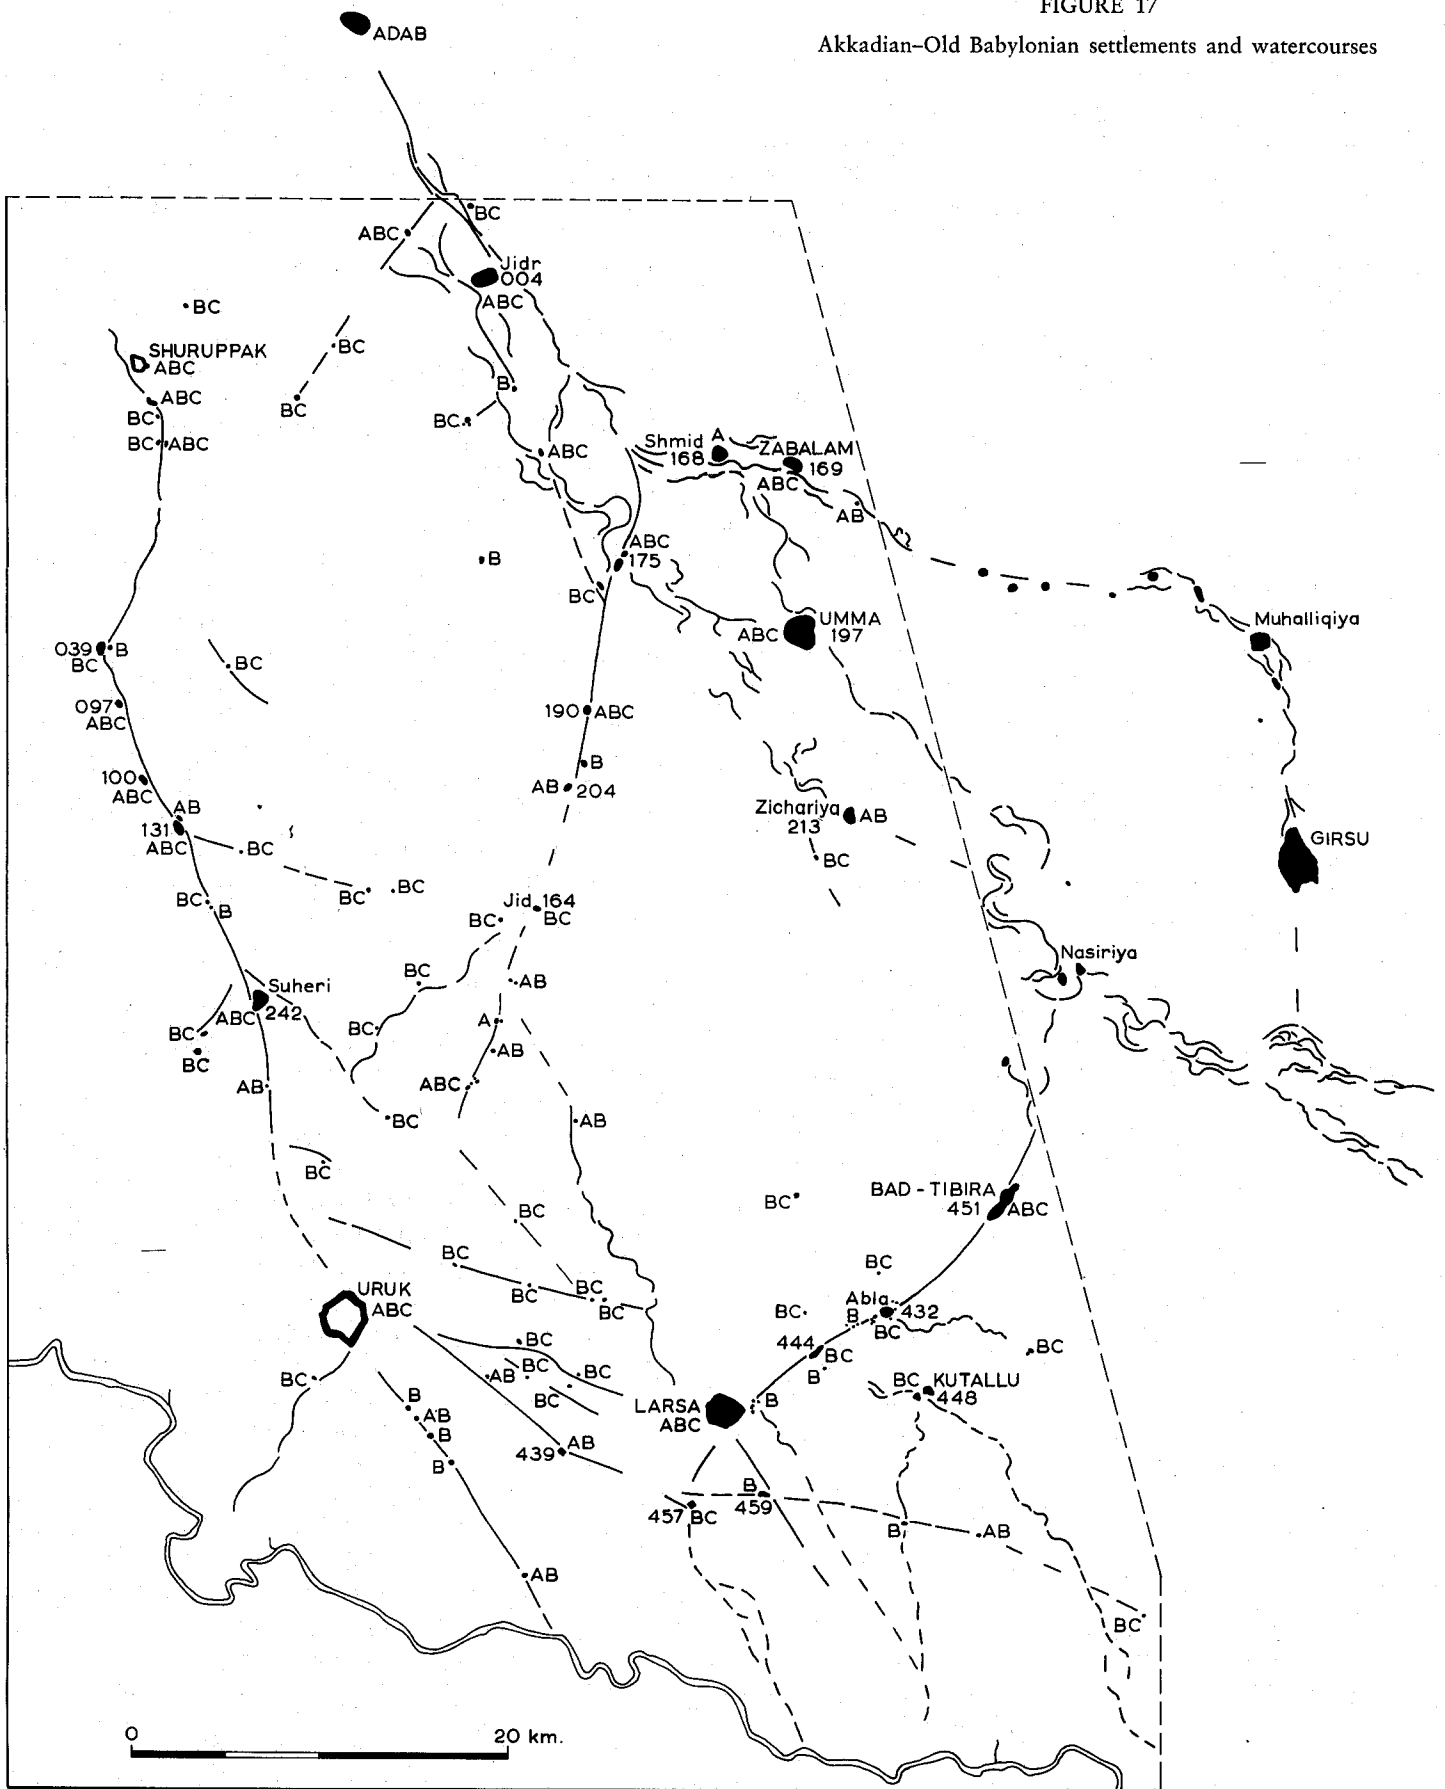 FIGURE 17
Akkadian–Old Babylonian settlements and watercourses
ADAB
BC
ABC
Jidr
004
ABC
BC
SHURUPPAK
ABC
BC
B
ABC
BC
BC
BC
BC
ABC
ABC
Shmid
168
A
ZABALAM
169
ABC
AB
B
ABC
175
BC
UMMA
197
ABC
Muhalliqiya
039
B
BC
BC
097
ABC
190
ABC
B
AB
204
100
ABC
AB
131
ABC
BC
Zichariya
213
AB
BC
GIRSU
BC
BC
BC
B
Jid 164
BC
BC
Nasiriya
BC
AB
Suheri
242
ABC
BC
BC
BC
A
AB
AB
ABC
BC
AB
BC
BC
BAD-TIBIRA
451
ABC
BC
BC
BC
BC
BC
BC
URUK
ABC
BC
Abla
432
B
BC
444
BC
B
BC
BC
BC
AB
BC
BC
BC
BC
KUTALLU
448
LARSA
ABC
B
B
AB
B
B
439
AB
457
BC
B
459
B
AB
AB
BC
0
20 km.